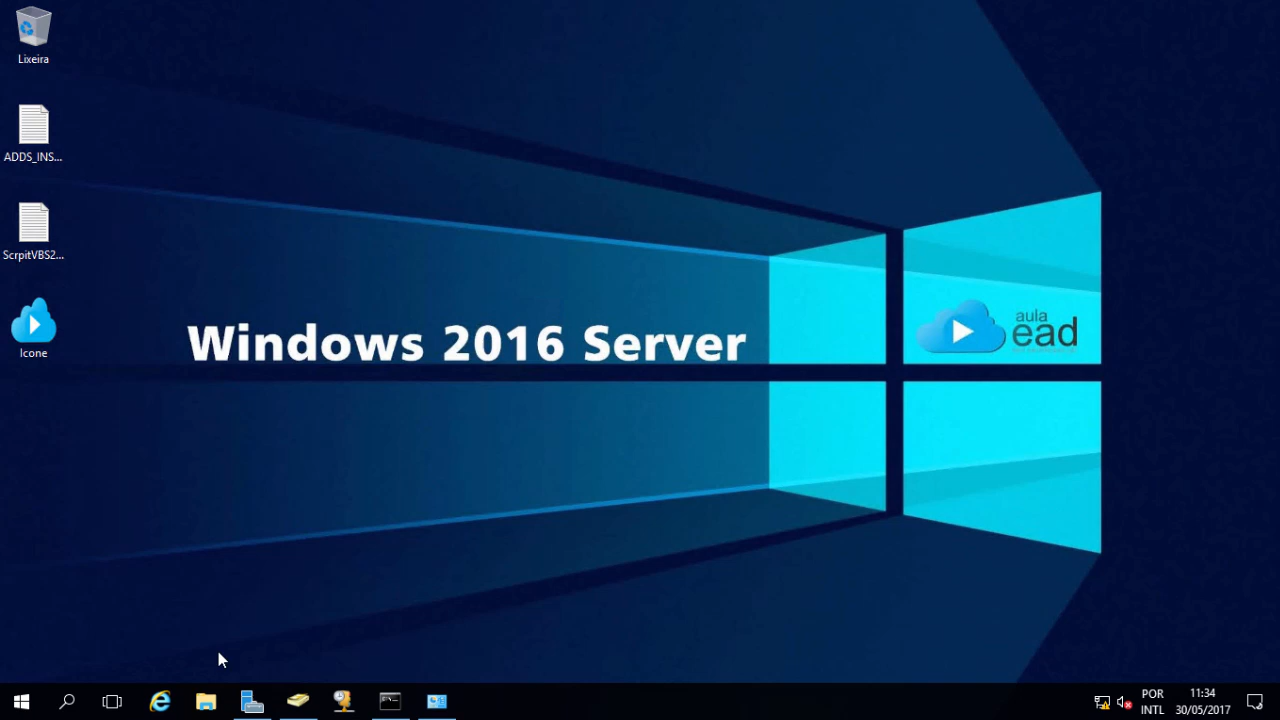 Lixeira
ADDS_INS...
ScrpitVBS2...
Icone
Windows 2016 Server
aula
ead
POR
INTL
11:34
30/05/2017